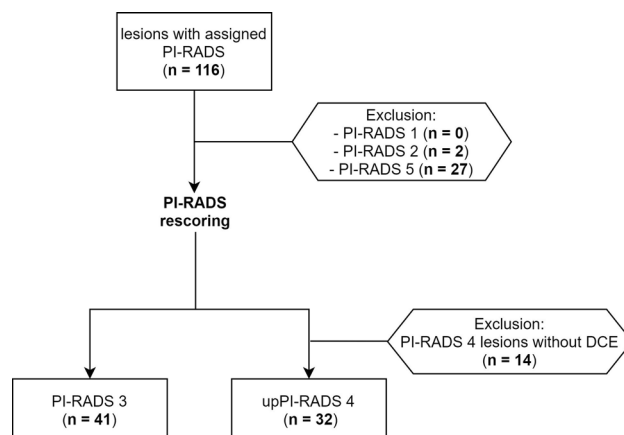 lesions with assigned
PI-RADS
(n = 116)
Exclusion:
- PI-RADS 1 (n = 0)
- PI-RADS 2 (n = 2)
- PI-RADS 5 (n = 27)
PI-RADS
rescoring
Exclusion:
PI-RADS 4 lesions without DCE
(n = 14)
PI-RADS 3
(n = 41)
upPI-RADS 4
(n = 32)